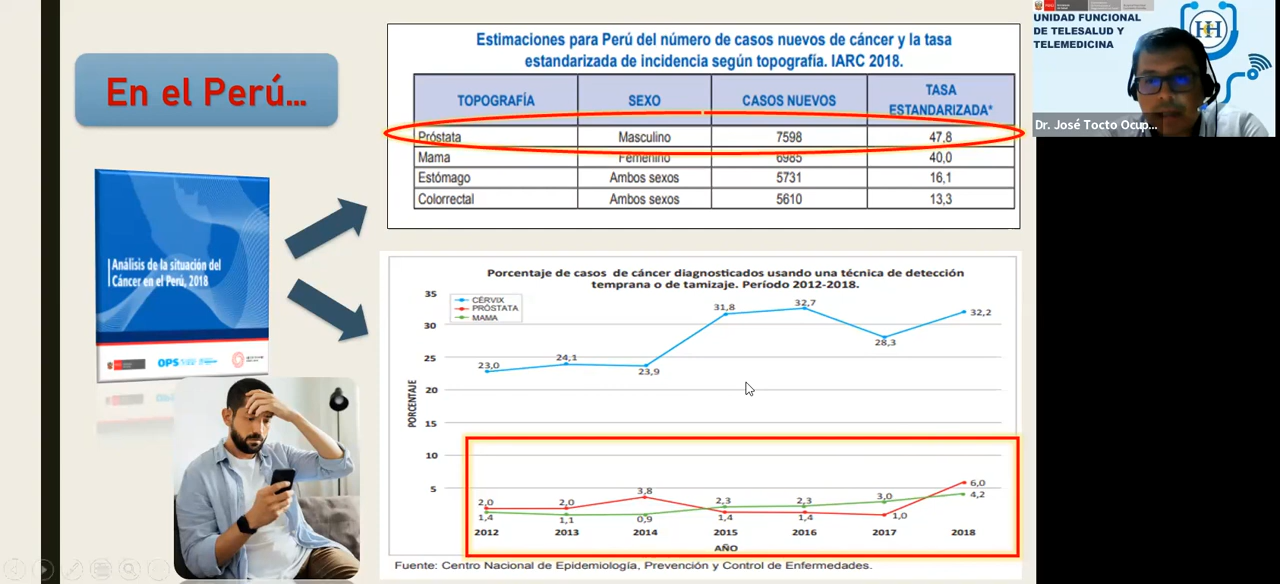 En el Perú...
Estimaciones para Perú del número de casos nuevos de cáncer y la tasa
estandarizada de incidencia según topografía. IARC 2018.
TOPOGRAFÍA SEXO CASOS NUEVOS TASA ESTANDARIZADA*
Próstata Masculino 7598 47,8
Mama Femenino 6985 40,0
Estómago Ambos sexos 5731 16,1
Colorrectal Ambos sexos 5610 13,3
UNIDAD FUNCIONAL
DE TELESALUD Y
TELEMEDICINA
Dr. José Tocto Ocup...
Análisis de la situación del
Cáncer en el Perú, 2018
OPS
Porcentaje de casos de cáncer diagnosticados usando una técnica de detección
temprana o de tamizaje. Período 2012-2018.
CÉRVIX
PRÓSTATA
MAMA
PORCENTAJE
35
30
25
20
15
10
5
23,0 24,1 23,9 31,8 32,7 28,3 32,2
2,0 2,0 3,8 2,3 2,3 3,0 6,0
1,4 1,1 0,9 1,4 1,4 1,0 4,2
2012 2013 2014 2015 2016 2017 2018
AÑO
Fuente: Centro Nacional de Epidemiología, Prevención y Control de Enfermedades.